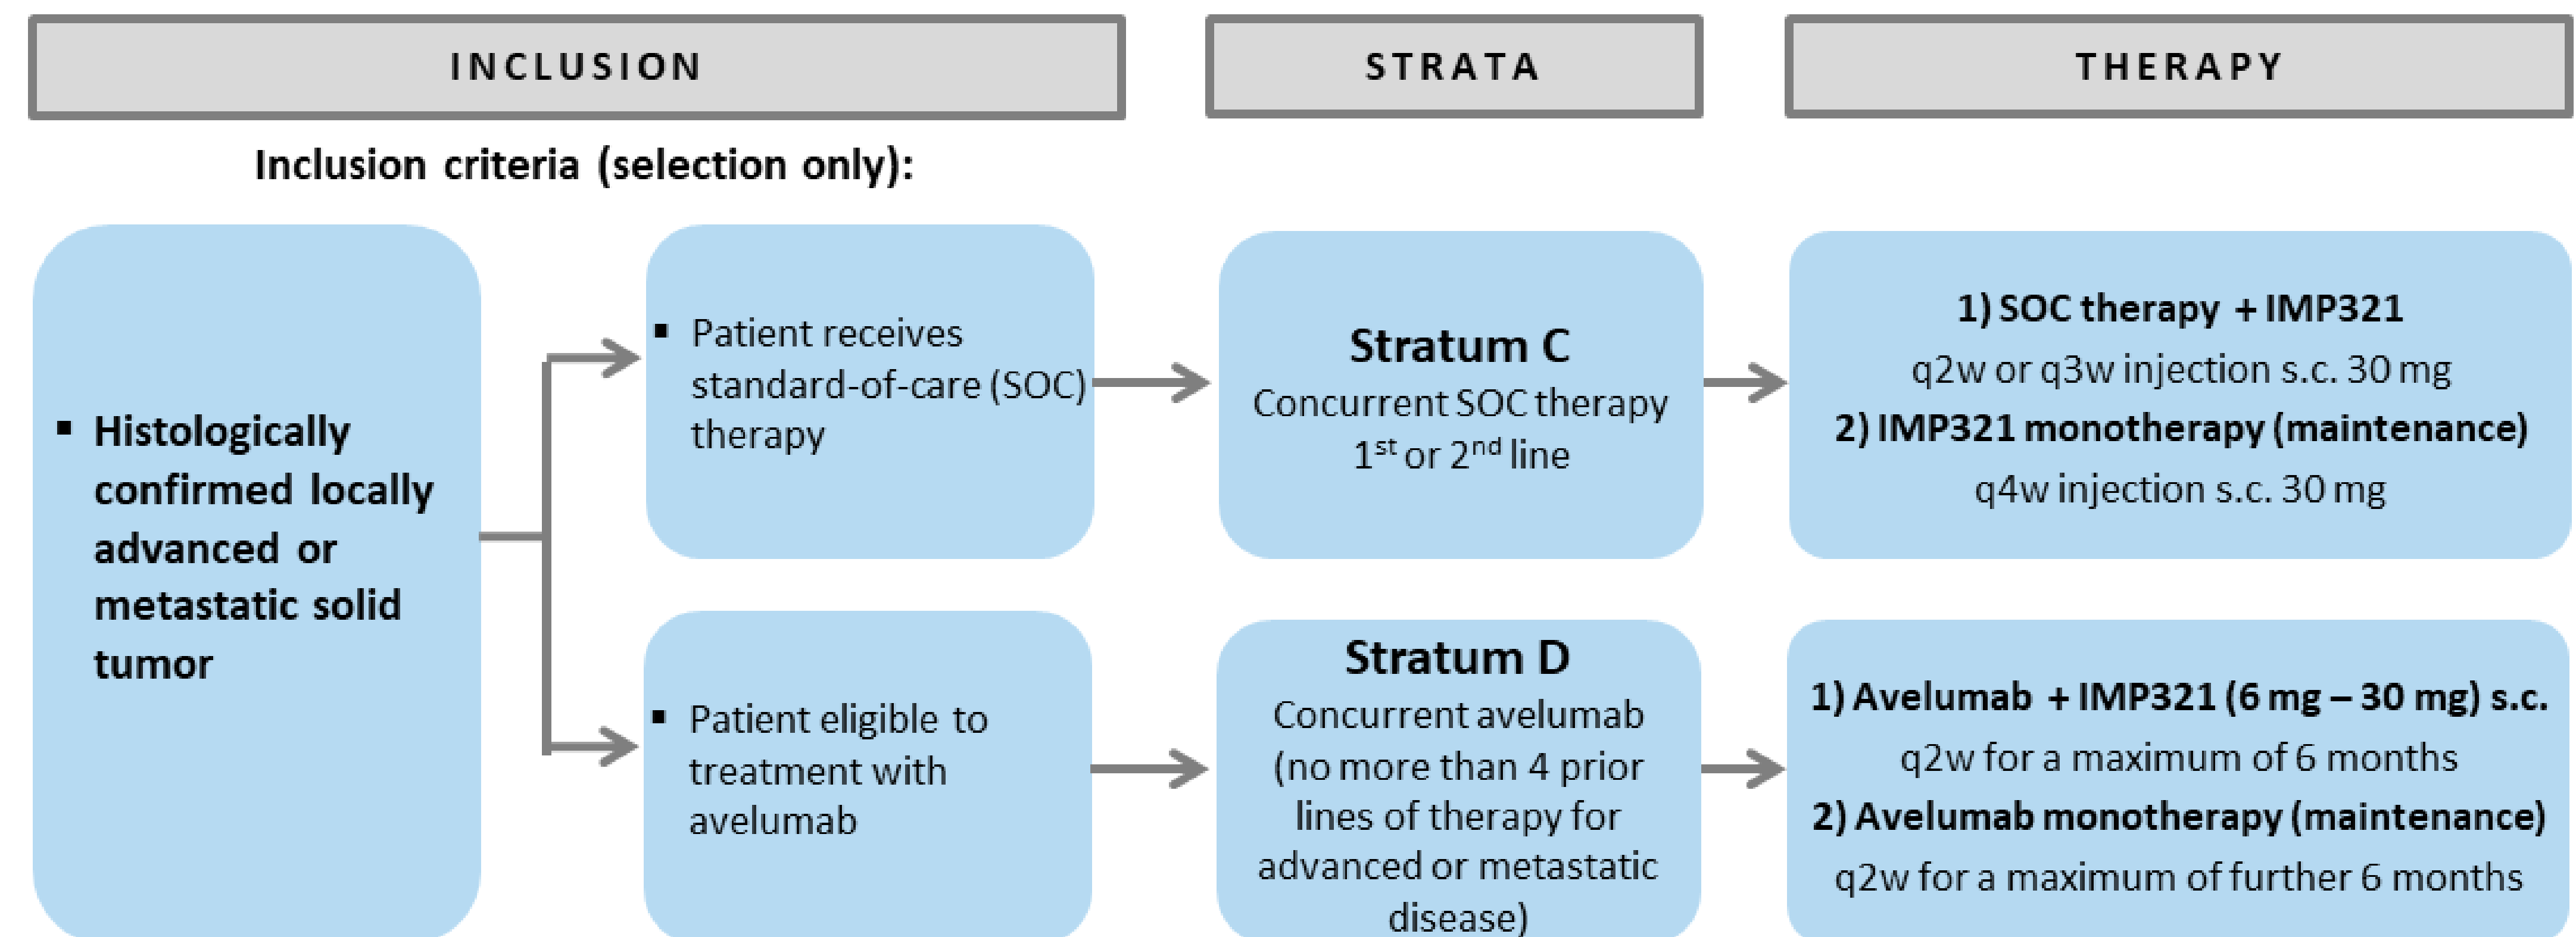 INCLUSION
STRATA
THERAPY
Inclusion criteria (selection only):
▪ Histologically
confirmed locally
advanced or
metastatic solid
tumor
▪ Patient receives
standard-of-care (SOC)
therapy
Stratum C
Concurrent SOC therapy
1st or 2nd line
1) SOC therapy + IMP321
q2w or q3w injection s.c. 30 mg
2) IMP321 monotherapy (maintenance)
q4w injection s.c. 30 mg
▪ Patient eligible to
treatment with
avelumab
Stratum D
Concurrent avelumab
(no more than 4 prior
lines of therapy for
advanced or metastatic
disease)
1) Avelumab + IMP321 (6 mg – 30 mg) s.c.
q2w for a maximum of 6 months
2) Avelumab monotherapy (maintenance)
q2w for a maximum of further 6 months